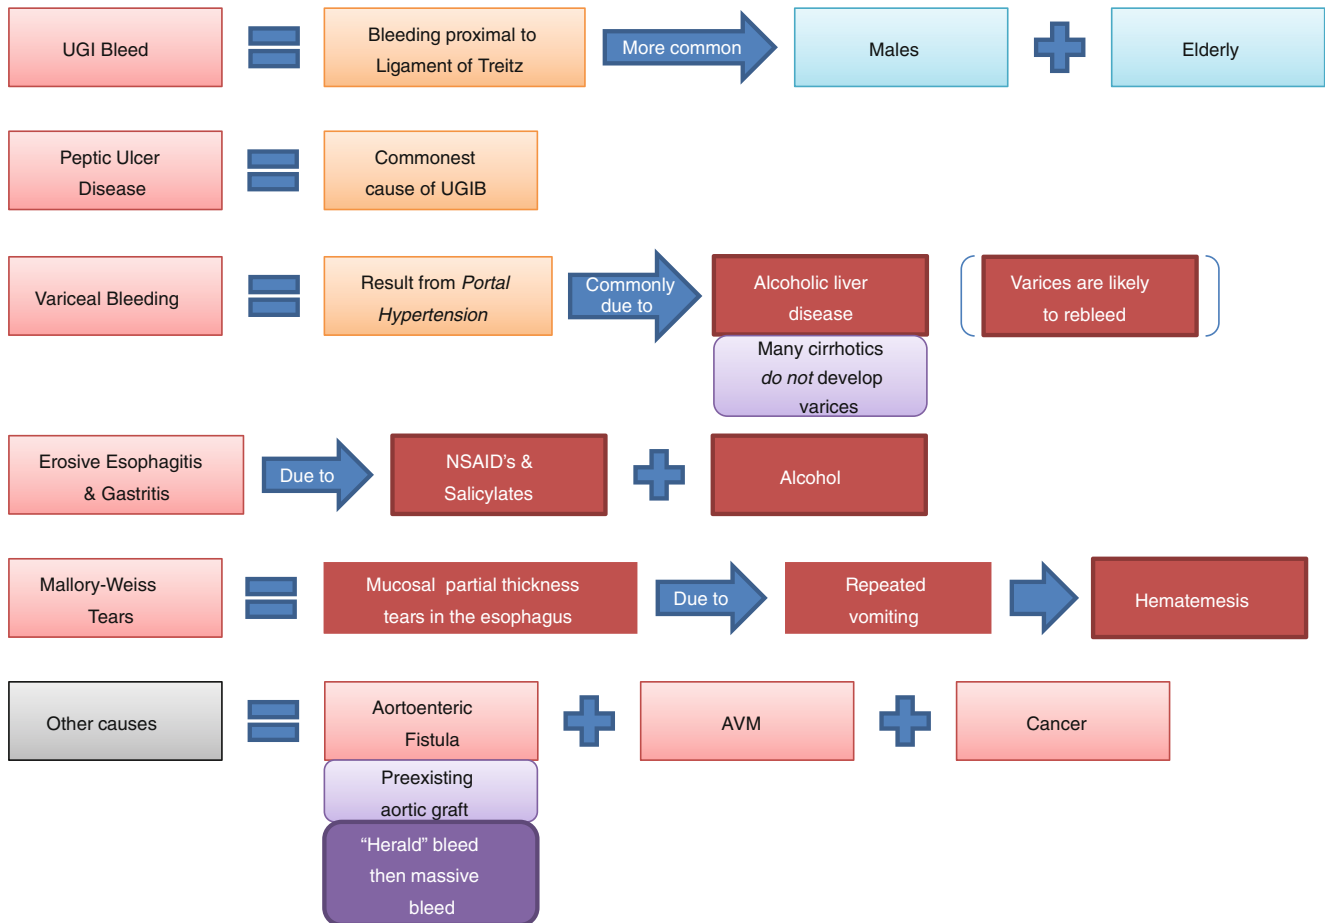 UGI Bleed
Bleeding proximal to
Ligament of Treitz
More common
Males
Elderly
Peptic Ulcer
Disease
Commonest
cause of UGIB
Variceal Bleeding
Result from Portal
Hypertension
Commonly
due to
Alcoholic liver
disease
Many cirrhotics
do not develop
varices
Varices are likely
to rebleed
Erosive Esophagitis
& Gastritis
Due to
NSAID's &
Salicylates
Alcohol
Mallory-Weiss
Tears
Mucosal partial thickness
tears in the esophagus
Due to
Repeated
vomiting
Hematemesis
Other causes
Aortoenteric
Fistula
Preexisting
aortic graft
“Herald” bleed
then massive
bleed
AVM
Cancer